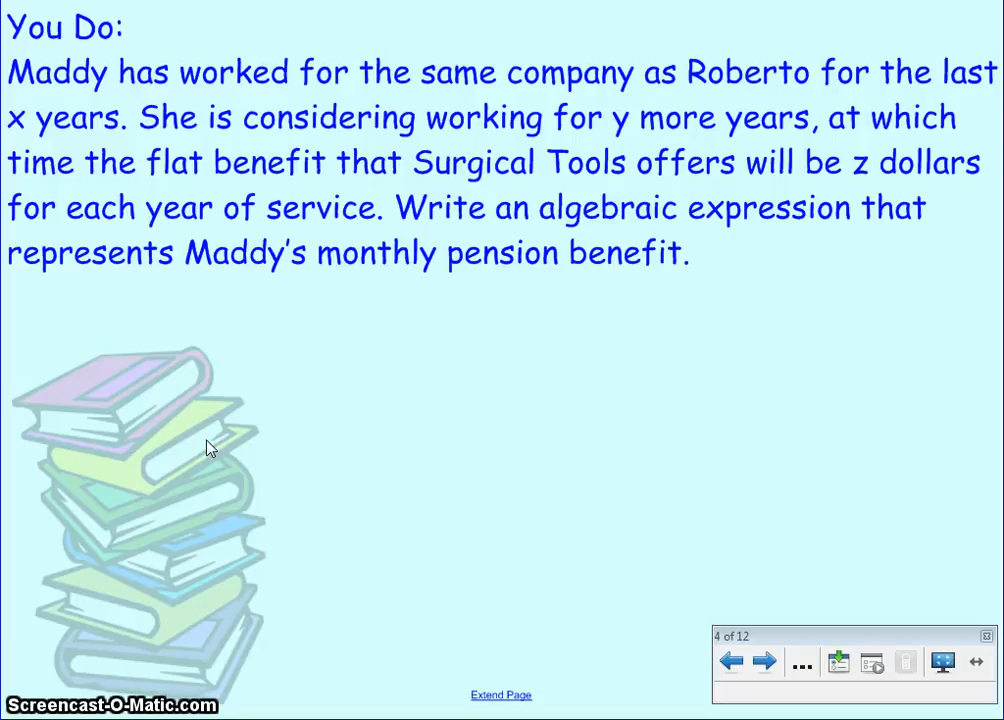 You Do:
Maddy has worked for the same company as Roberto for the last
x years. She is considering working for y more years, at which
time the flat benefit that Surgical Tools offers will be z dollars
for each year of service. Write an algebraic expression that
represents Maddy's monthly pension benefit.
4 of 12
...
Extend Page
Screencast-O-Matic.com